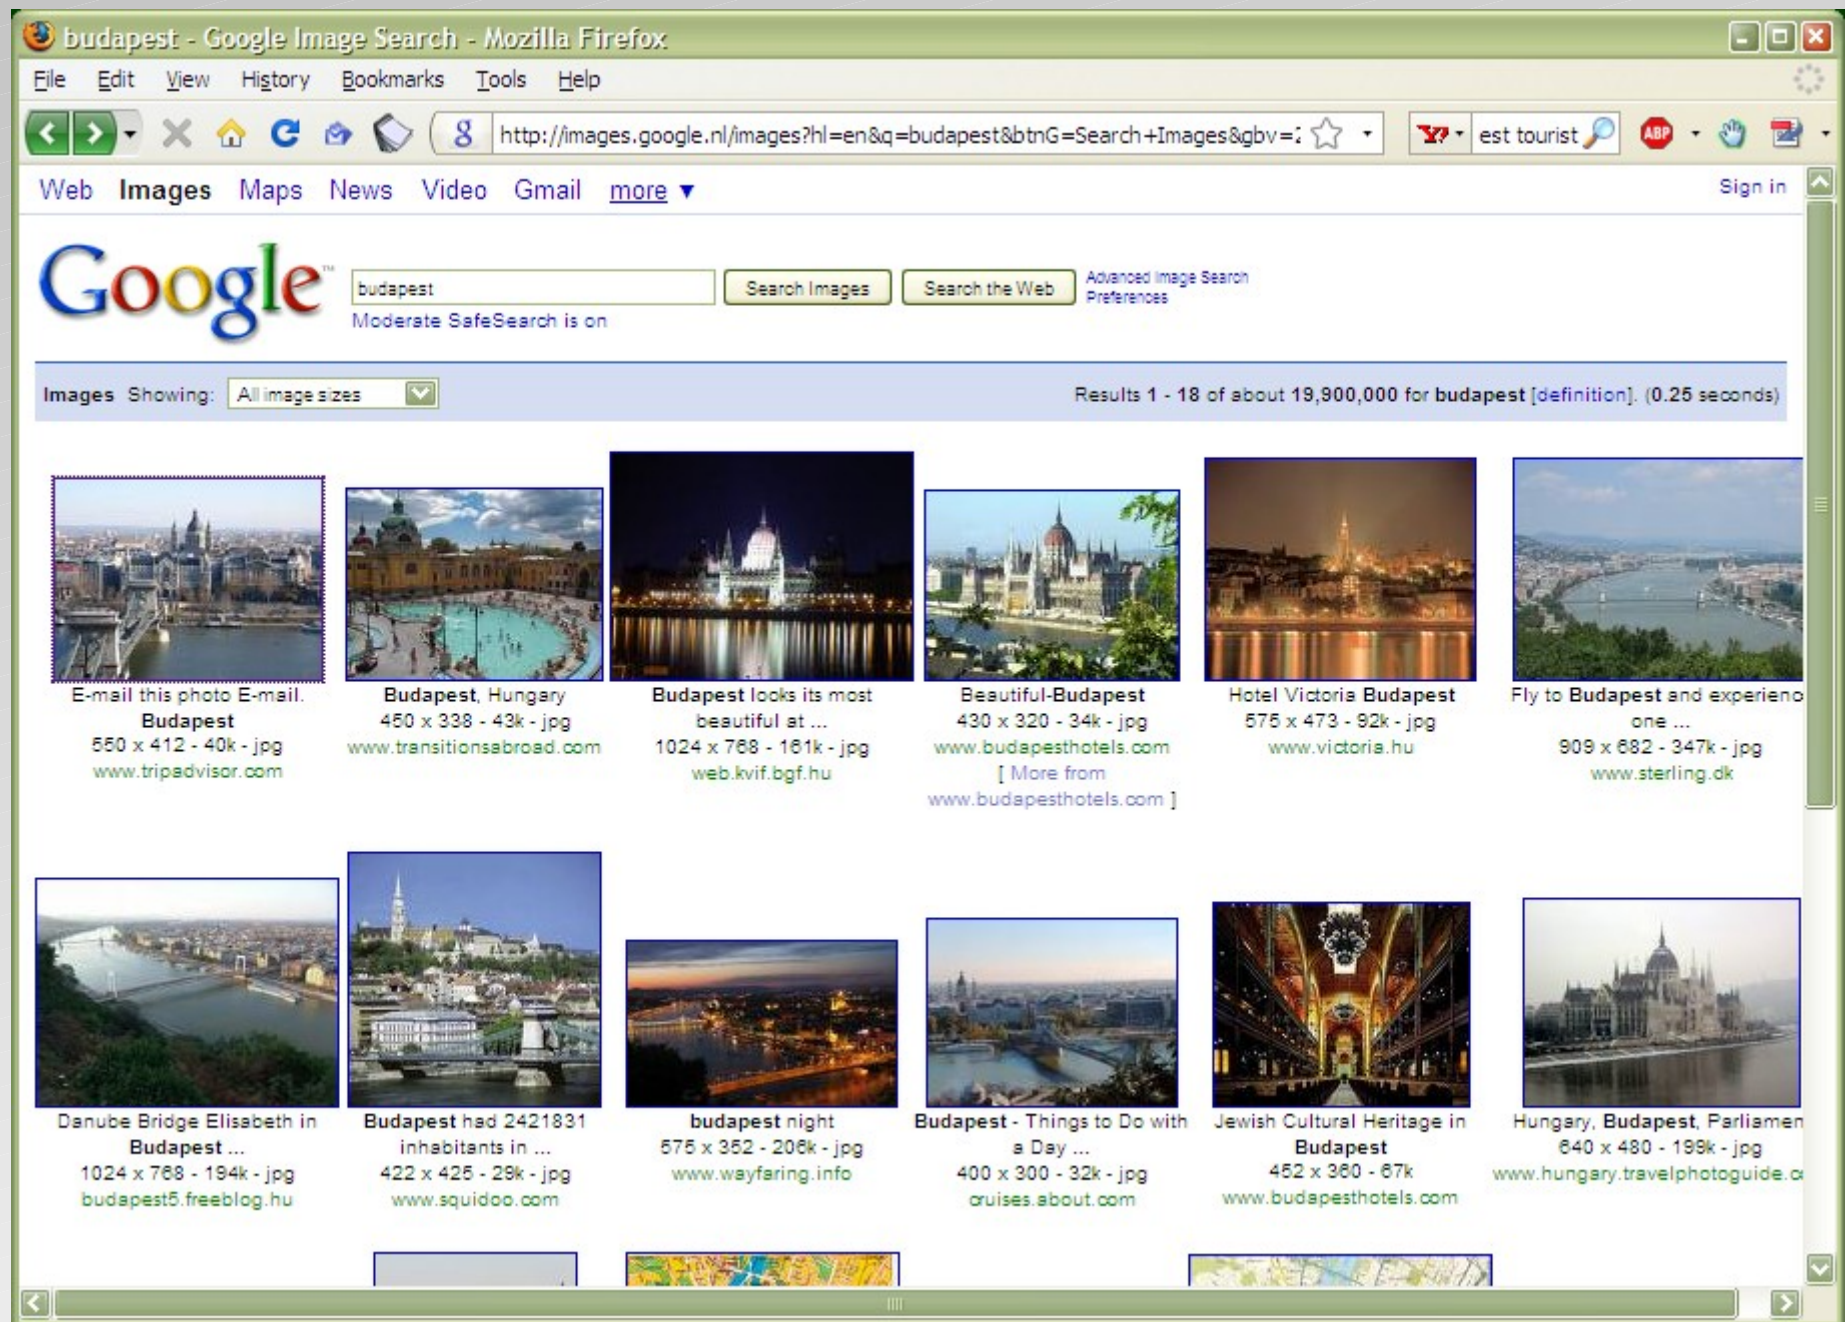 budapest - Google Image Search - Mozilla Firefox
File Edit View History Bookmarks Tools Help
g http://images.google.nl/images?hl=en&q=budapest&btnG=Search+Images&gbv=2 Y! est tourist ABP
Web Images Maps News Video Gmail more ▼ Sign in
Google™
budapest Search Images Search the Web
Advanced Image Search
Preferences
Moderate SafeSearch is on
Images Showing: All image sizes Results 1 - 18 of about 19,900,000 for budapest [definition]. (0.25 seconds)
E-mail this photo E-mail.
Budapest
550 x 412 - 40k - jpg
www.tripadvisor.com
Budapest, Hungary
450 x 338 - 43k - jpg
www.transitionsabroad.com
Budapest looks its most
beautiful at ...
1024 x 768 - 161k - jpg
web.kvif.bgf.hu
Beautiful-Budapest
430 x 320 - 34k - jpg
www.budapesthotels.com
[ More from
www.budapesthotels.com ]
Hotel Victoria Budapest
575 x 473 - 92k - jpg
www.victoria.hu
Fly to Budapest and experienc
one ...
909 x 682 - 347k - jpg
www.sterling.dk
Danube Bridge Elisabeth in
Budapest ...
1024 x 768 - 194k - jpg
budapest5.freeblog.hu
Budapest had 2421831
inhabitants in ...
422 x 425 - 29k - jpg
www.squidoo.com
budapest night
575 x 352 - 206k - jpg
www.wayfaring.info
Budapest - Things to Do with
a Day ...
400 x 300 - 32k - jpg
cruises.about.com
Jewish Cultural Heritage in
Budapest
452 x 360 - 67k
www.budapesthotels.com
Hungary, Budapest, Parliamen
640 x 480 - 199k - jpg
www.hungary.travelphotoguide.co